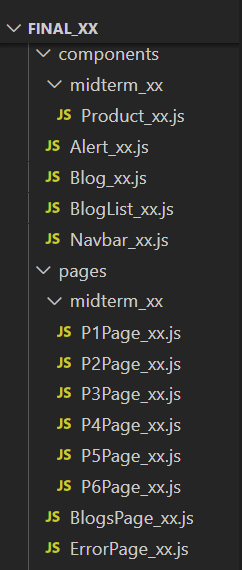 FINAL_XX
components
midterm_xx
JS Product_xx.js
JS Alert_xx.js
JS Blog_xx.js
JS BlogList_xx.js
JS Navbar_xx.js
pages
midterm_xx
JS P1Page_xx.js
JS P2Page_xx.js
JS P3Page_xx.js
JS P4Page_xx.js
JS P5Page_xx.js
JS P6Page_xx.js
JS BlogsPage_xx.js
JS ErrorPage_xx.js